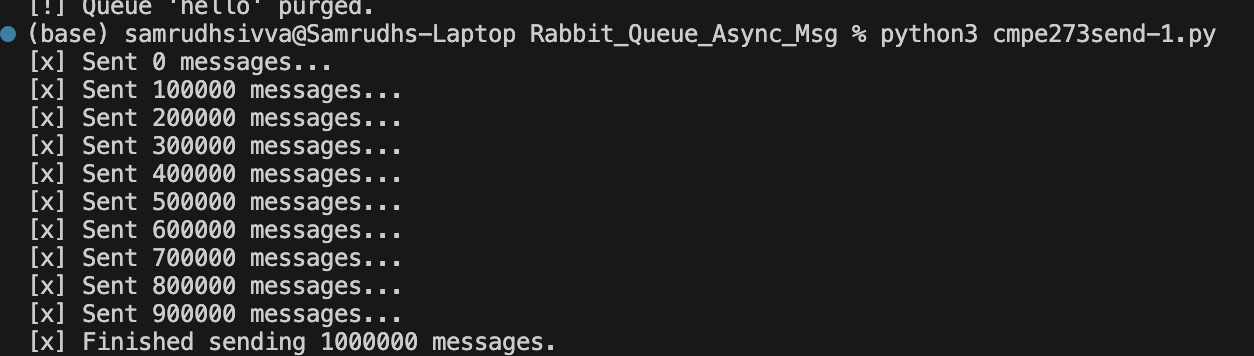 [!] Queue 'hello' purged.
(base) samrudhsivva@Samrudhs-Laptop Rabbit_Queue_Async_Msg % python3 cmpe273send-1.py
[x] Sent 0 messages...
[x] Sent 100000 messages...
[x] Sent 200000 messages...
[x] Sent 300000 messages...
[x] Sent 400000 messages...
[x] Sent 500000 messages...
[x] Sent 600000 messages...
[x] Sent 700000 messages...
[x] Sent 800000 messages...
[x] Sent 900000 messages...
[x] Finished sending 1000000 messages.